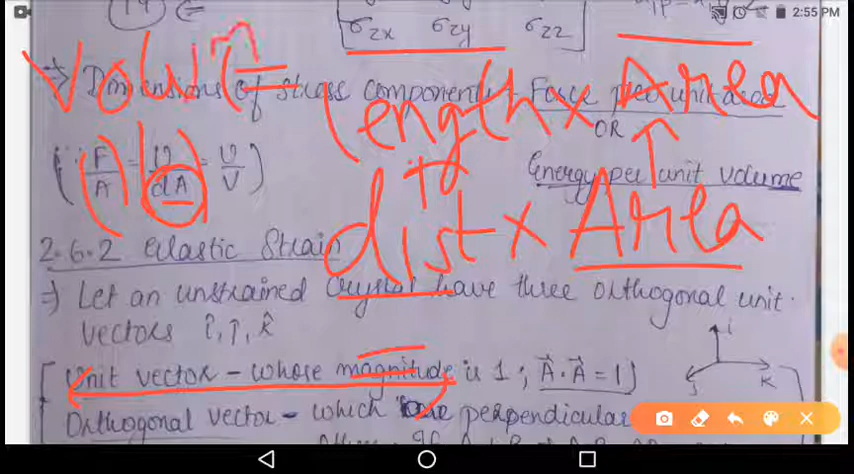 2:55 PM
σzx σzy σzz
⇒ Dimensions of stress component - Force per unit area
OR
Energy per unit volume
(∵ F/A = U/dA = U/V)
Volum
length × Area
dist × Area
2.6.2 Elastic Strain
⇒ Let an unstrained Crystal have three orthogonal unit
vectors î, ĵ, k̂
[Unit vector - whose magnitude is 1; A⃗·A⃗ = 1)
i
j
k
Orthogonal vector - which are perpendicular